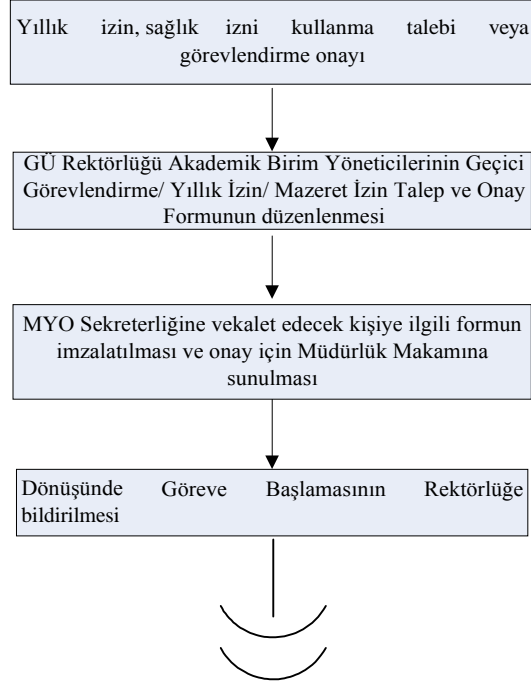 Yıllık izin, sağlık izni kullanma talebi veya
görevlendirme onayı
GÜ Rektörlüğü Akademik Birim Yöneticilerinin Geçici
Görevlendirme/ Yıllık İzin/ Mazeret İzin Talep ve Onay
Formunun düzenlenmesi
MYO Sekreterliğine vekalet edecek kişiye ilgili formun
imzalatılması ve onay için Müdürlük Makamına
sunulması
Dönüşünde Göreve Başlamasının Rektörlüğe
bildirilmesi